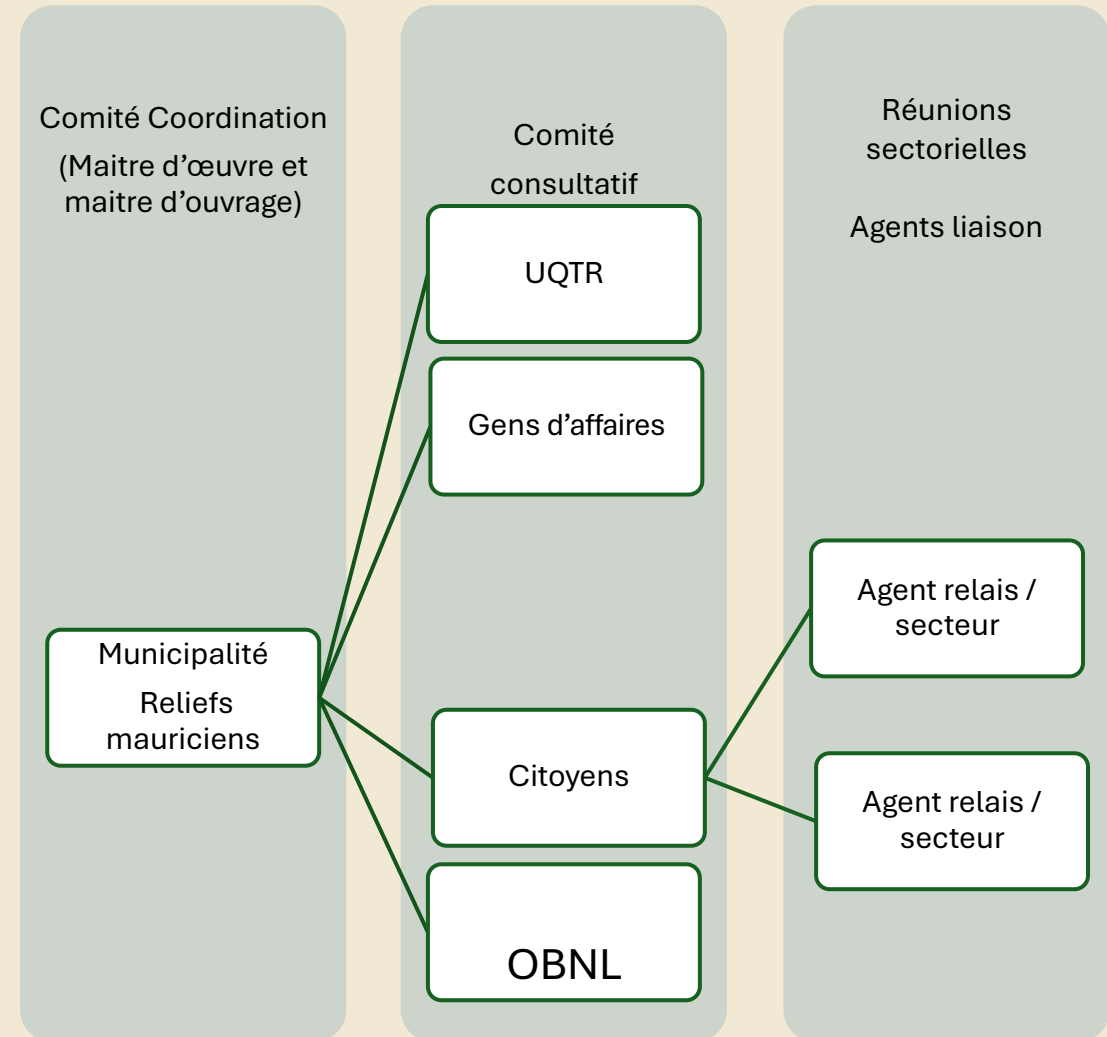 Comité Coordination
(Maitre d'œuvre et
maitre d'ouvrage)
Municipalité
Reliefs
mauriciens
Comité
consultatif
UQTR
Gens d'affaires
Citoyens
OBNL
Réunions
sectorielles
Agents liaison
Agent relais /
secteur
Agent relais /
secteur